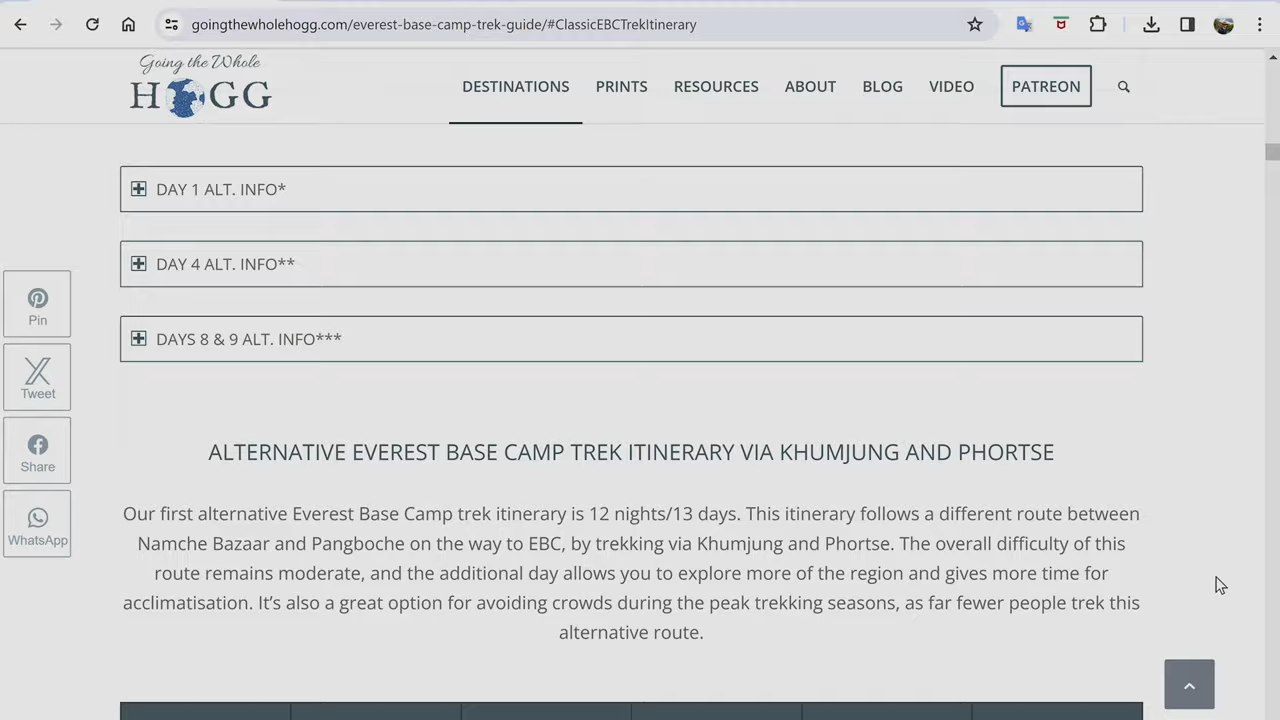 goingthewholehogg.com/everest-base-camp-trek-guide/#ClassicEBCTrekItinerary
Going the Whole
HOGG
DESTINATIONS
PRINTS
RESOURCES
ABOUT
BLOG
VIDEO
PATREON
DAY 1 ALT. INFO*
DAY 4 ALT. INFO**
DAYS 8 & 9 ALT. INFO***
Pin
Tweet
Share
WhatsApp
ALTERNATIVE EVEREST BASE CAMP TREK ITINERARY VIA KHUMJUNG AND PHORTSE
Our first alternative Everest Base Camp trek itinerary is 12 nights/13 days. This itinerary follows a different route between
Namche Bazaar and Pangboche on the way to EBC, by trekking via Khumjung and Phortse. The overall difficulty of this
route remains moderate, and the additional day allows you to explore more of the region and gives more time for
acclimatisation. It’s also a great option for avoiding crowds during the peak trekking seasons, as far fewer people trek this
alternative route.